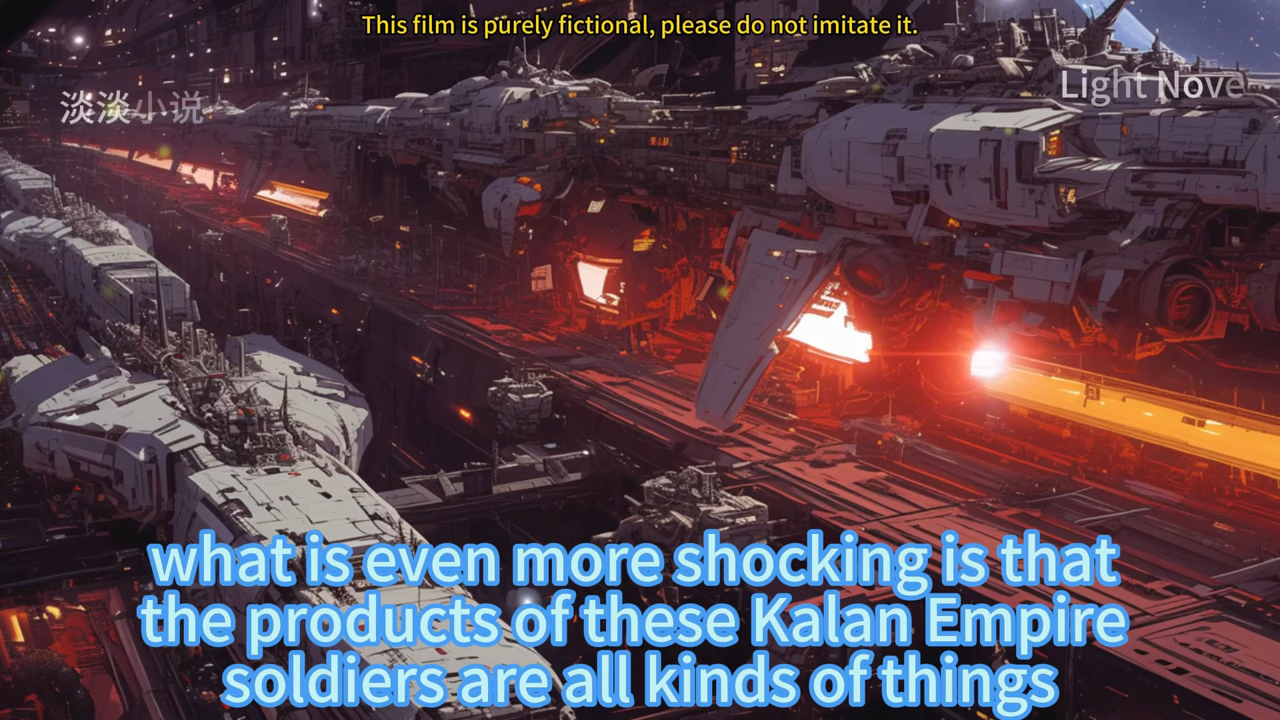 This film is purely fictional, please do not imitate it.
Light Nove
淡淡小说
what is even more shocking is that
the products of these Kalan Empire
soldiers are all kinds of things